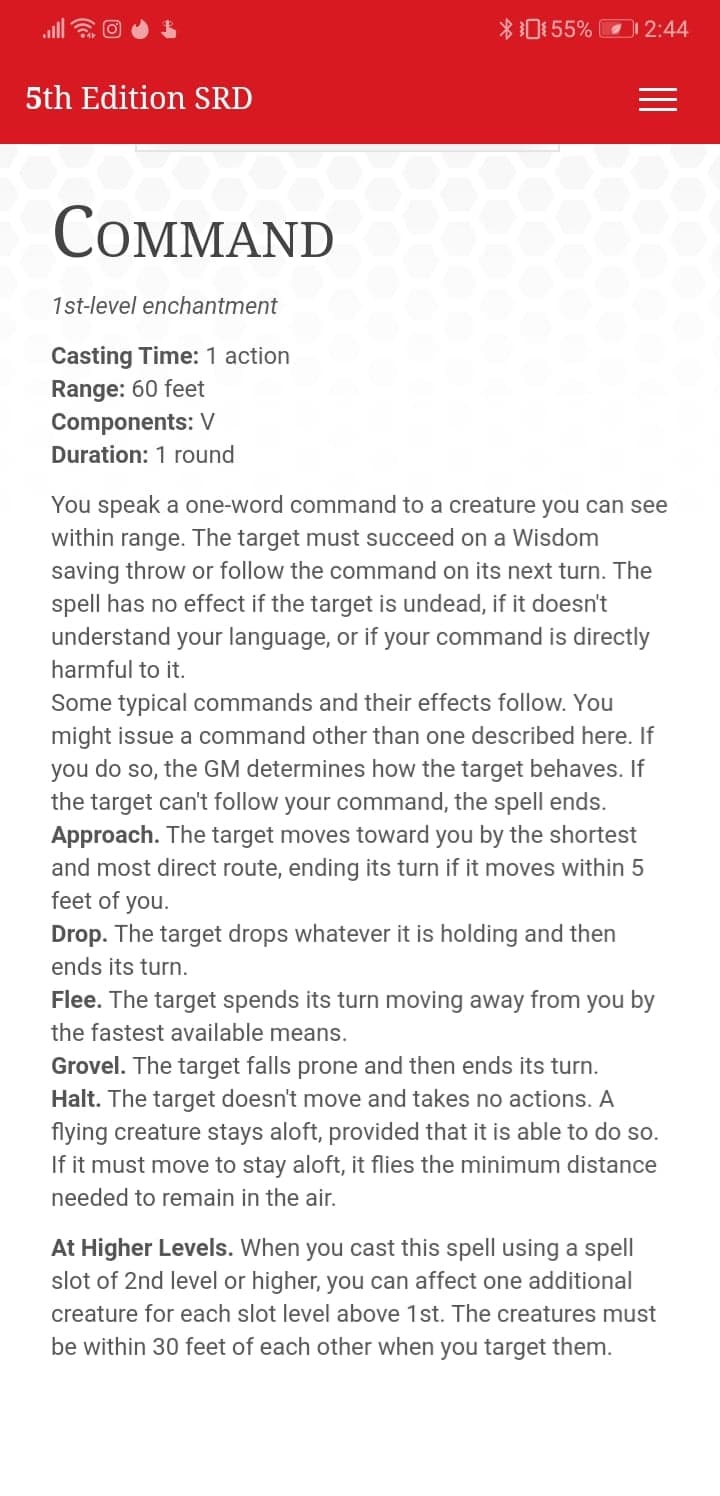 55% 2:44
5th Edition SRD
COMMAND
1st-level enchantment
Casting Time: 1 action
Range: 60 feet
Components: V
Duration: 1 round
You speak a one-word command to a creature you can see
within range. The target must succeed on a Wisdom
saving throw or follow the command on its next turn. The
spell has no effect if the target is undead, if it doesn't
understand your language, or if your command is directly
harmful to it.
Some typical commands and their effects follow. You
might issue a command other than one described here. If
you do so, the GM determines how the target behaves. If
the target can't follow your command, the spell ends.
Approach. The target moves toward you by the shortest
and most direct route, ending its turn if it moves within 5
feet of you.
Drop. The target drops whatever it is holding and then
ends its turn.
Flee. The target spends its turn moving away from you by
the fastest available means.
Grovel. The target falls prone and then ends its turn.
Halt. The target doesn't move and takes no actions. A
flying creature stays aloft, provided that it is able to do so.
If it must move to stay aloft, it flies the minimum distance
needed to remain in the air.
At Higher Levels. When you cast this spell using a spell
slot of 2nd level or higher, you can affect one additional
creature for each slot level above 1st. The creatures must
be within 30 feet of each other when you target them.